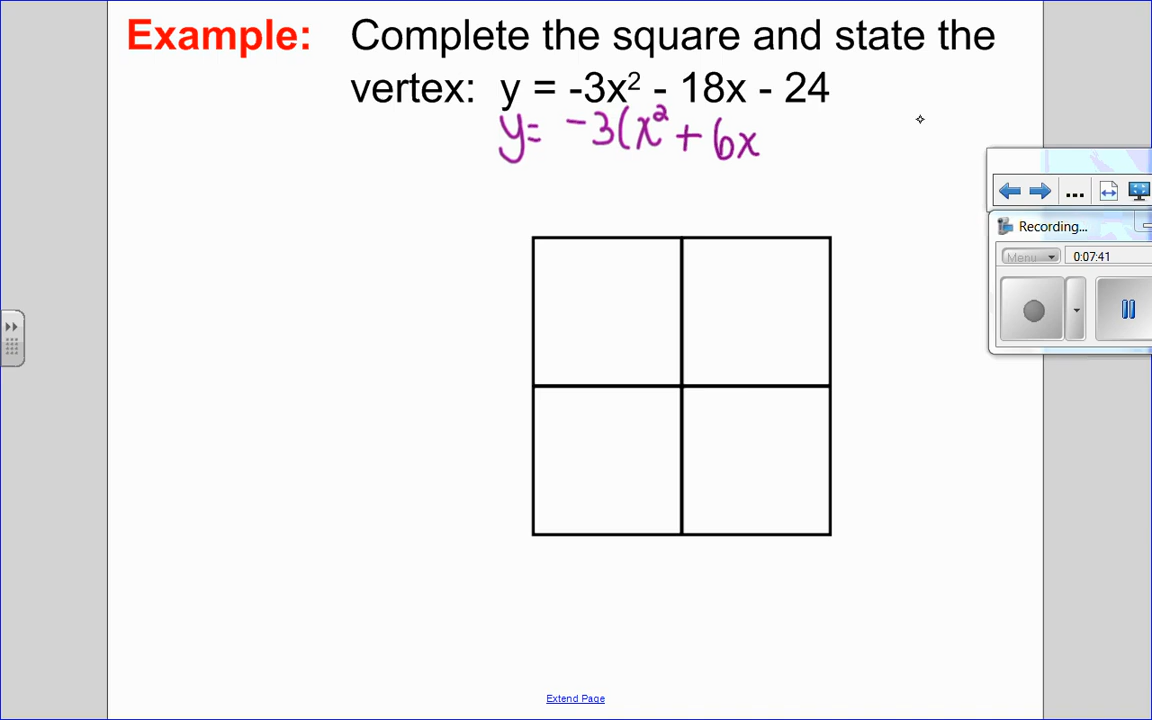 Example: Complete the square and state the
vertex: y = -3x² - 18x - 24
y= -3(x² + 6x
...
Recording...
Menu
0:07:41
Extend Page